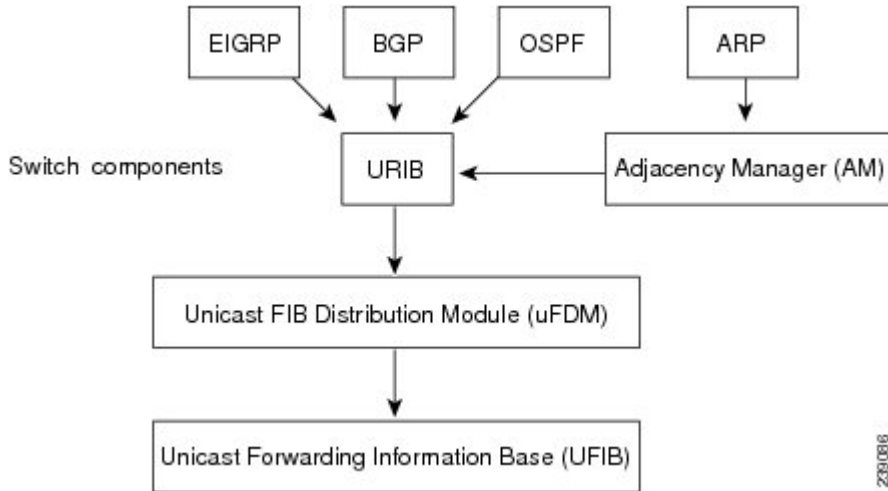 EIGRP
BGP
OSPF
ARP
Switch components
URIB
Adjacency Manager (AM)
Unicast FIB Distribution Module (uFDM)
Unicast Forwarding Information Base (UFIB)
239086